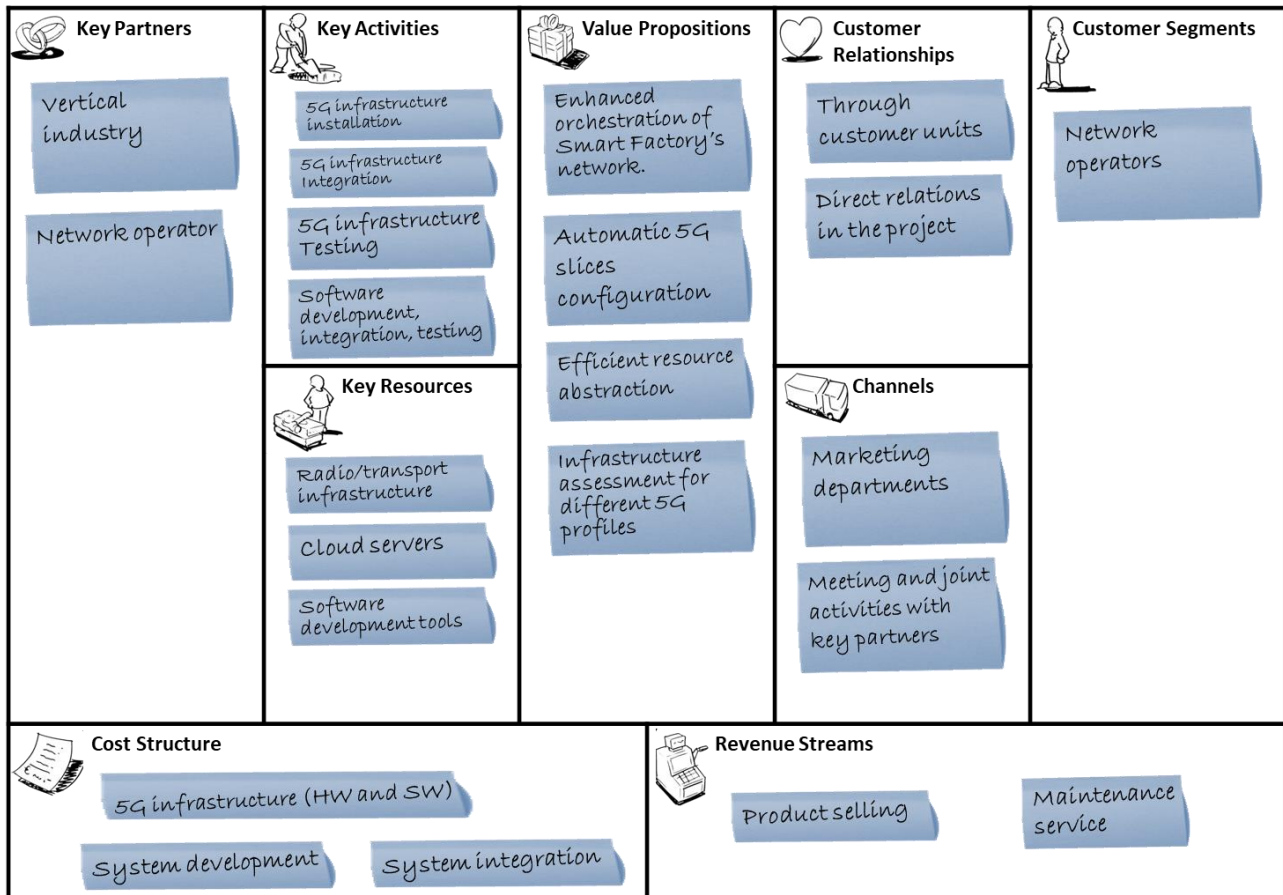 Key Partners
Vertical
industry
Network operator
Key Activities
5G infrastructure
installation
5G infrastructure
Integration
5G infrastructure
Testing
Software
development,
integration, testing
Key Resources
Radio/transport
infrastructure
Cloud servers
Software
development tools
Value Propositions
Enhanced
orchestration of
Smart Factory's
network.
Automatic 5G
slices
configuration
Efficient resource
abstraction
Infrastructure
assessment for
different 5G
profiles
Customer
Relationships
Through
customer units
Direct relations
in the project
Channels
Marketing
departments
Meeting and joint
activities with
key partners
Customer Segments
Network
operators
Cost Structure
5G infrastructure (HW and SW)
System development
System integration
Revenue Streams
Product selling
Maintenance
service